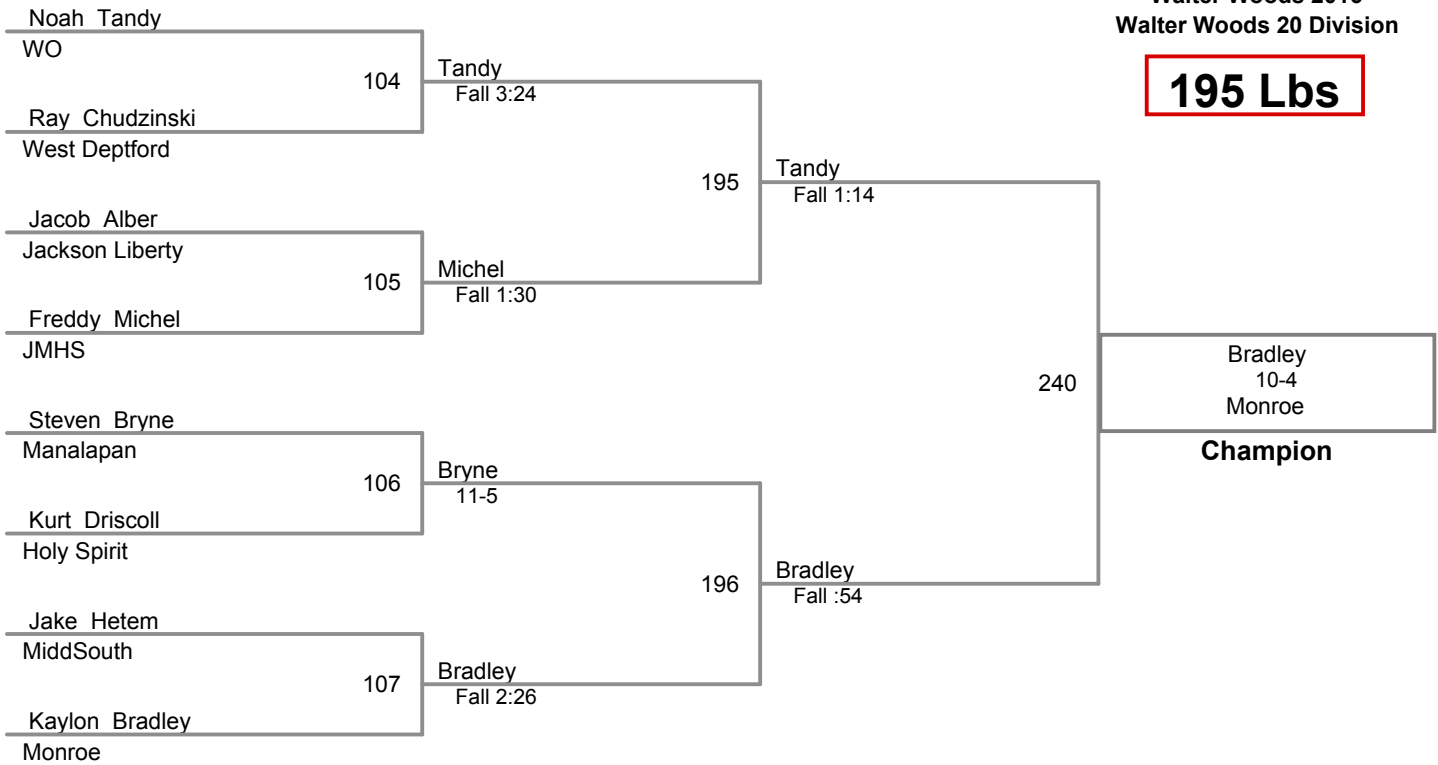 Walter Woods 20 Division
195 Lbs
Noah Tandy
WO
104
Tandy
Fall 3:24
Ray Chudzinski
West Deptford
195
Tandy
Fall 1:14
Jacob Alber
Jackson Liberty
105
Michel
Fall 1:30
Freddy Michel
JMHS
240
Bradley
10-4
Monroe
Champion
Steven Bryne
Manalapan
106
Bryne
11-5
Kurt Driscoll
Holy Spirit
196
Bradley
Fall :54
Jake Hetem
MiddSouth
107
Bradley
Fall 2:26
Kaylon Bradley
Monroe